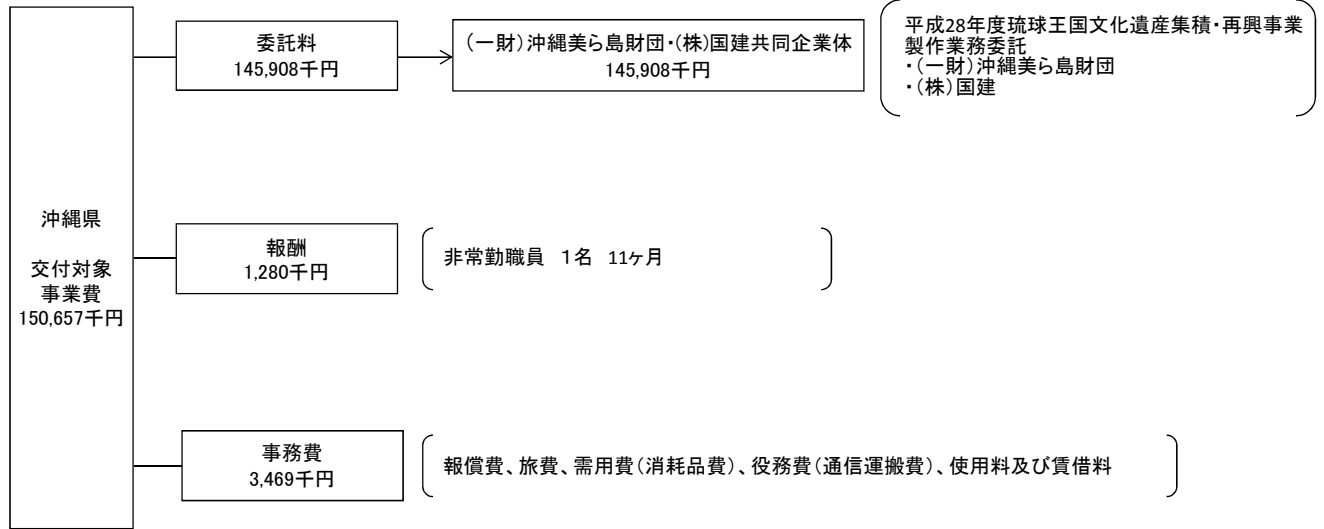 沖縄県
交付対象
事業費
150,657千円
委託料
145,908千円
(一財)沖縄美ら島財団・(株)国建共同企業体
145,908千円
平成28年度琉球王国文化遺産集積・再興事業
製作業務委託
・(一財)沖縄美ら島財団
・(株)国建
報酬
1,280千円
非常勤職員 1名 11ヶ月
事務費
3,469千円
報償費、旅費、需用費(消耗品費)、役務費(通信運搬費)、使用料及び賃借料